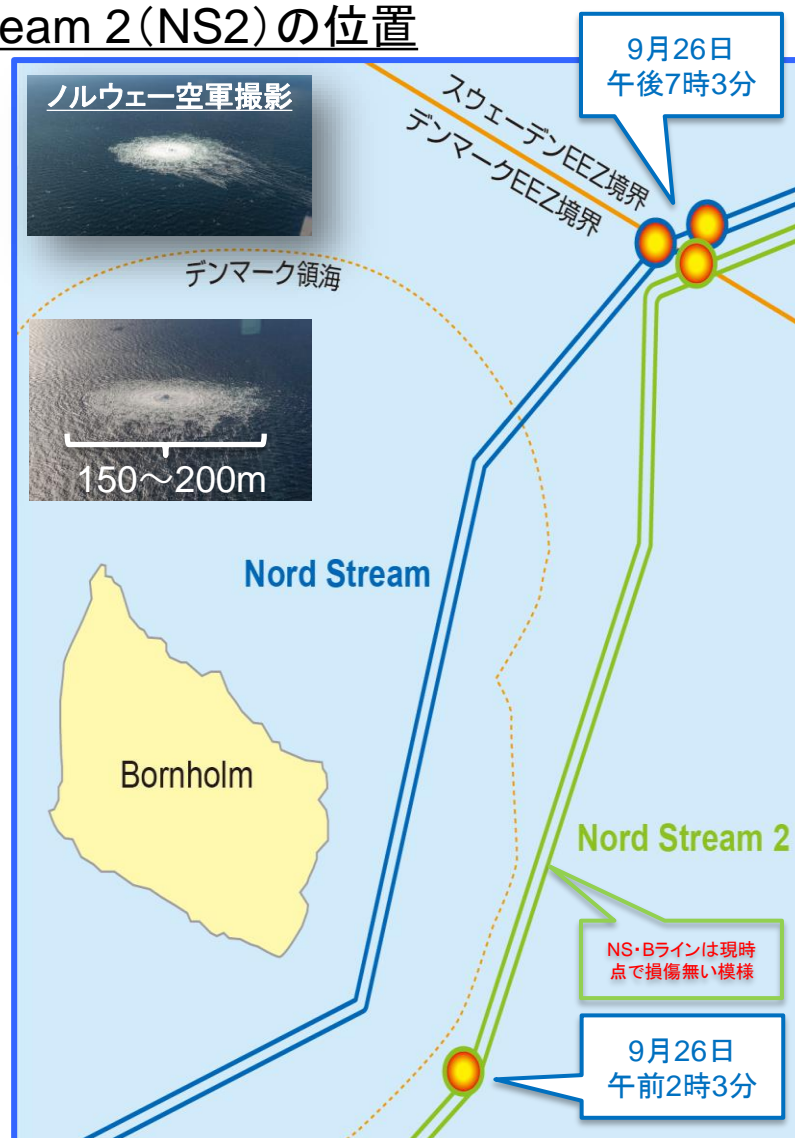 eam 2（NS2）の位置
9月26日
午後7時3分
ノルウェー空軍撮影
スウェーデンEEZ境界
デンマークEEZ境界
デンマーク領海
150～200m
Nord Stream
Bornholm
Nord Stream 2
NS・Bラインは現時
点で損傷無い模様
9月26日
午前2時3分